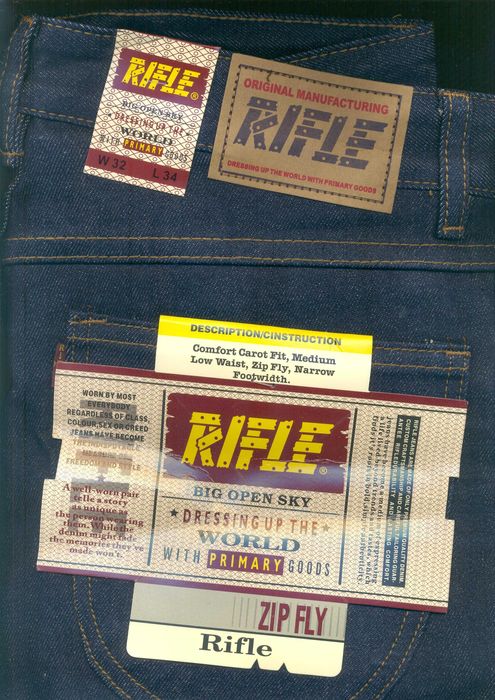 RIFLE®
BIG OPEN SKY
DRESSING UP THE
WORLD
WITH PRIMARY GOODS
W 32 L 34
ORIGINAL MANUFACTURING
RIFLE
DRESSING UP THE WORLD WITH PRIMARY GOODS
DESCRIPTION/CINSTRUCTION
Comfort Carot Fit, Medium
Low Waist, Zip Fly, Narrow
Footwidth.
WORN BY MOST
EVERYBODY
REGARDLESS OF CLASS,
COLOUR, SEX OR CREED
JEANS HAVE BECOME
THE INDISPUTABLE
FREEDOM AND STYLE
A well-worn pair
tells a story
as unique as
the person wearing
them. While the
denim might fade
the memories they've
made won't.
RIFLE®
BIG OPEN SKY
★ DRESSING UP THE ★
WORLD
WITH PRIMARY GOODS
ZIP FLY
Rifle